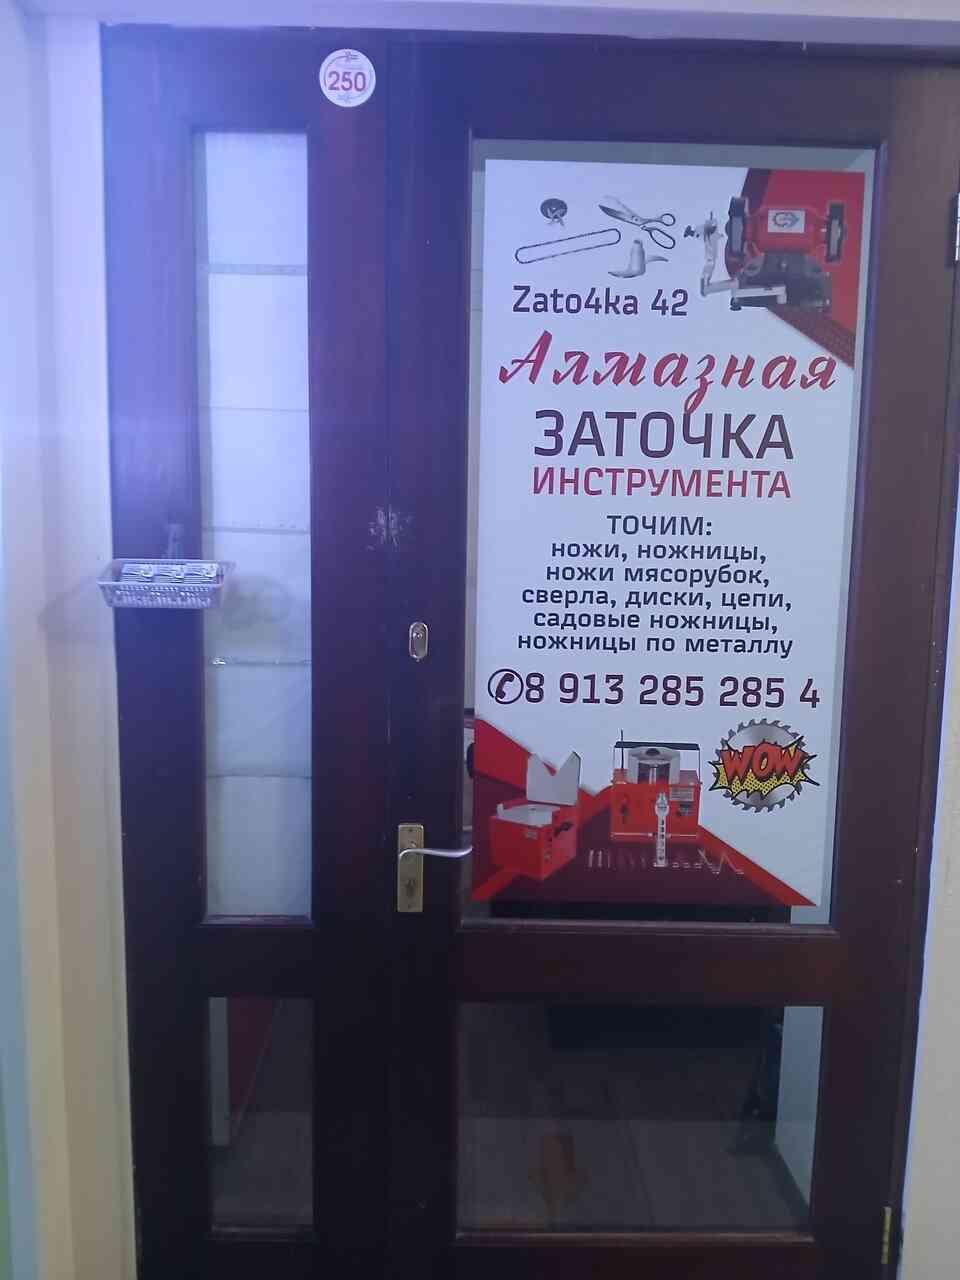 250
Zato4ka 42
Алмазная
ЗАТОЧКА
ИНСТРУМЕНТА
ТОЧИМ:
ножи, ножницы,
ножи мясорубок,
сверла, диски, цепи,
садовые ножницы,
ножницы по металлу
8 913 285 285 4
WOW